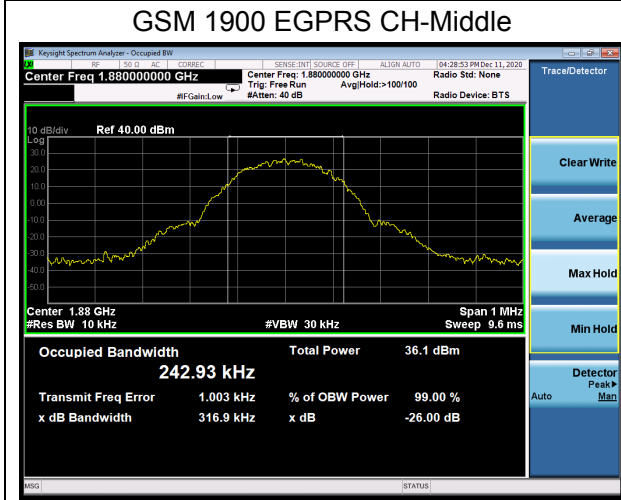 GSM 1900 EGPRS CH-Middle
Keysight Spectrum Analyzer - Occupied BW
RF 50 Ω AC CORREC SENSE:INT SOURCE OFF ALIGN AUTO 04:28:53 PM Dec 11, 2020
Center Freq 1.880000000 GHz
Center Freq: 1.880000000 GHz
Radio Std: None
Trig: Free Run Avg|Hold:>100/100
#IFGain:Low #Atten: 40 dB Radio Device: BTS
Trace/Detector
10 dB/div Ref 40.00 dBm
Log
30.0
20.0
10.0
0.00
-10.0
-20.0
-30.0
-40.0
-50.0
Center 1.88 GHz Span 1 MHz
#Res BW 10 kHz #VBW 30 kHz Sweep 9.6 ms
Clear Write
Average
Max Hold
Min Hold
Detector
Peak
Auto Man
Occupied Bandwidth Total Power 36.1 dBm
242.93 kHz
Transmit Freq Error 1.003 kHz % of OBW Power 99.00 %
x dB Bandwidth 316.9 kHz x dB -26.00 dB
MSG STATUS